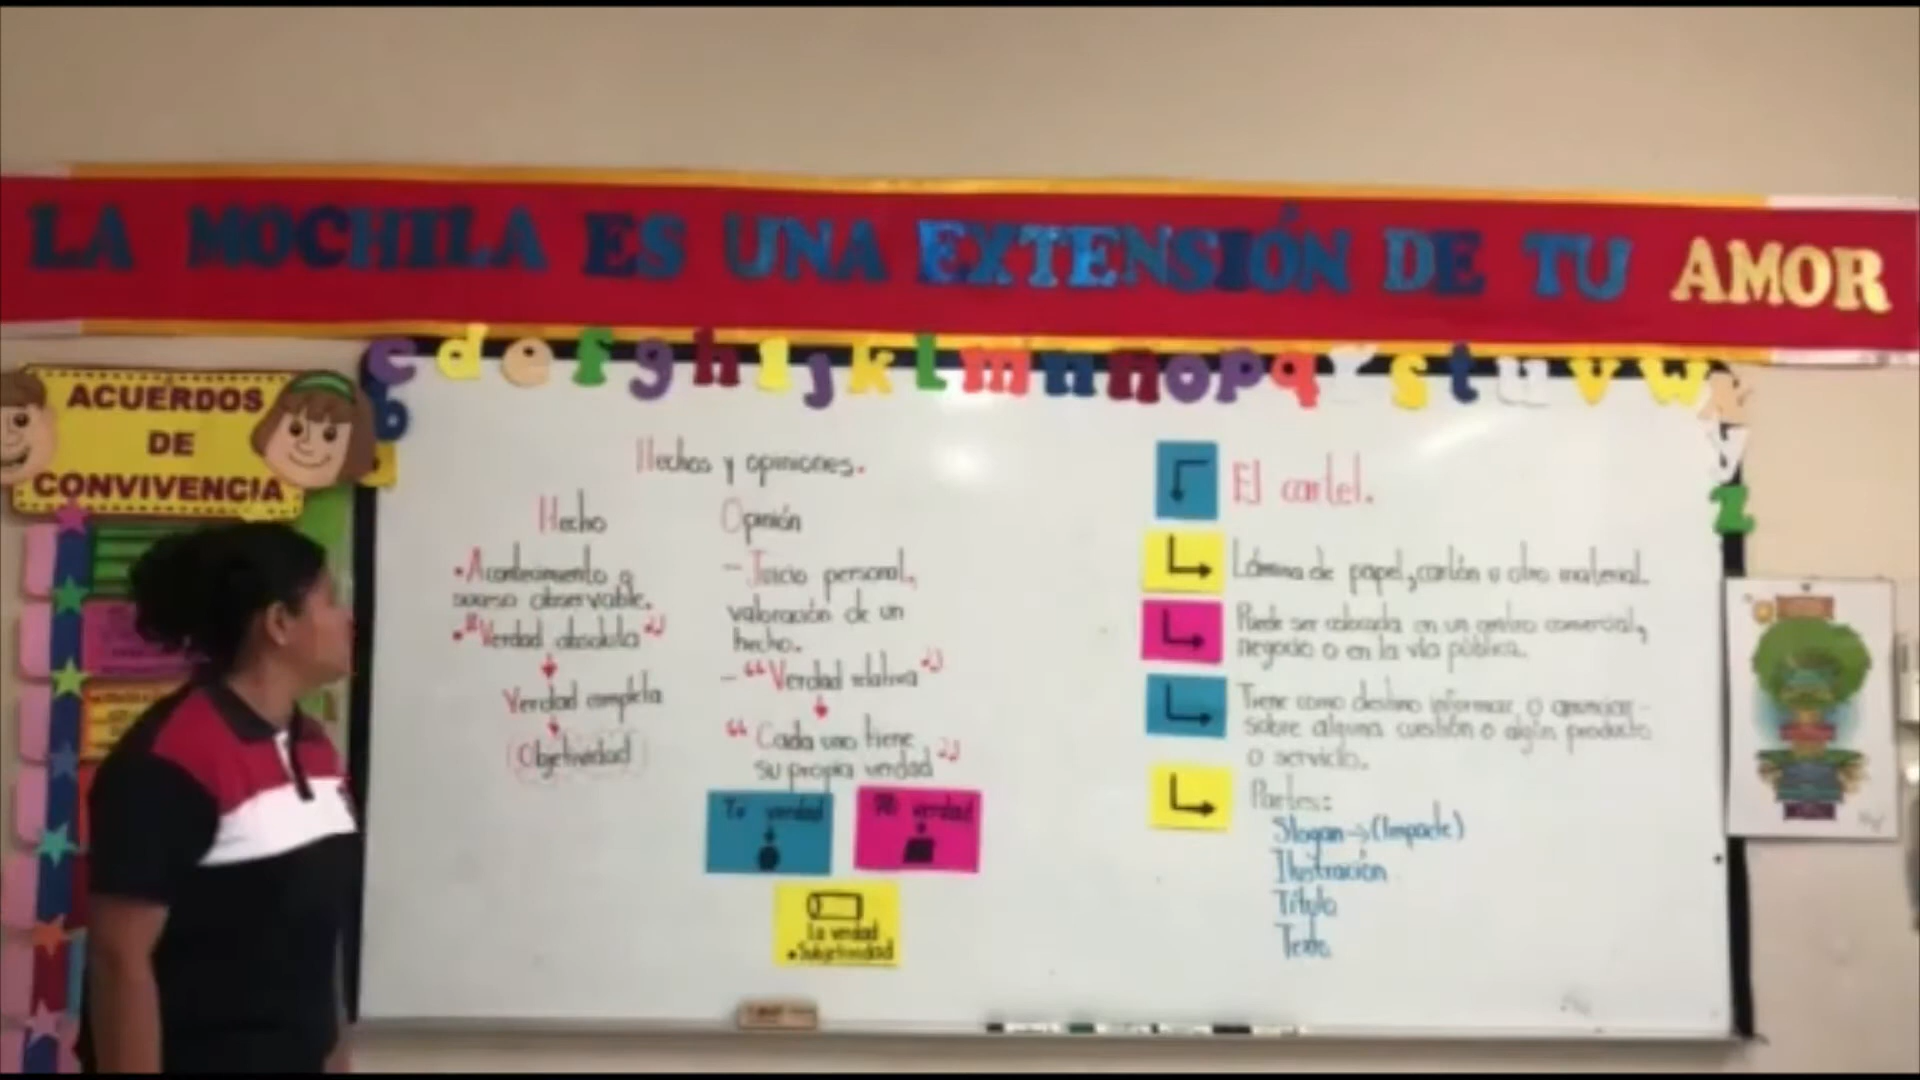 LA MOCHILA ES UNA EXTENSIÓN DE TU AMOR
c d e f g h i j k l m n n o p q r s t u v w
b
y
z
ACUERDOS
DE
CONVIVENCIA
Hechos y opiniones.
Hecho
•Acontecimiento o
suceso observable.
•"Verdad absoluta"
Verdad completa
Objetividad
Opinión
-Juicio personal,
valoración de un
hecho.
-"Verdad relativa"
"Cada uno tiene
su propia verdad"
Tu verdad
Mi verdad
La verdad
•Subjetividad
El cartel.
Lámina de papel, cartón u otro material.
Puede ser colocada en un centro comercial,
negocio o en la vía pública.
Tiene como destino informar o anunciar
sobre alguna cuestión o algún producto
o servicio.
Partes:
Slogan→(Impacte)
Ilustración
Título
Texto